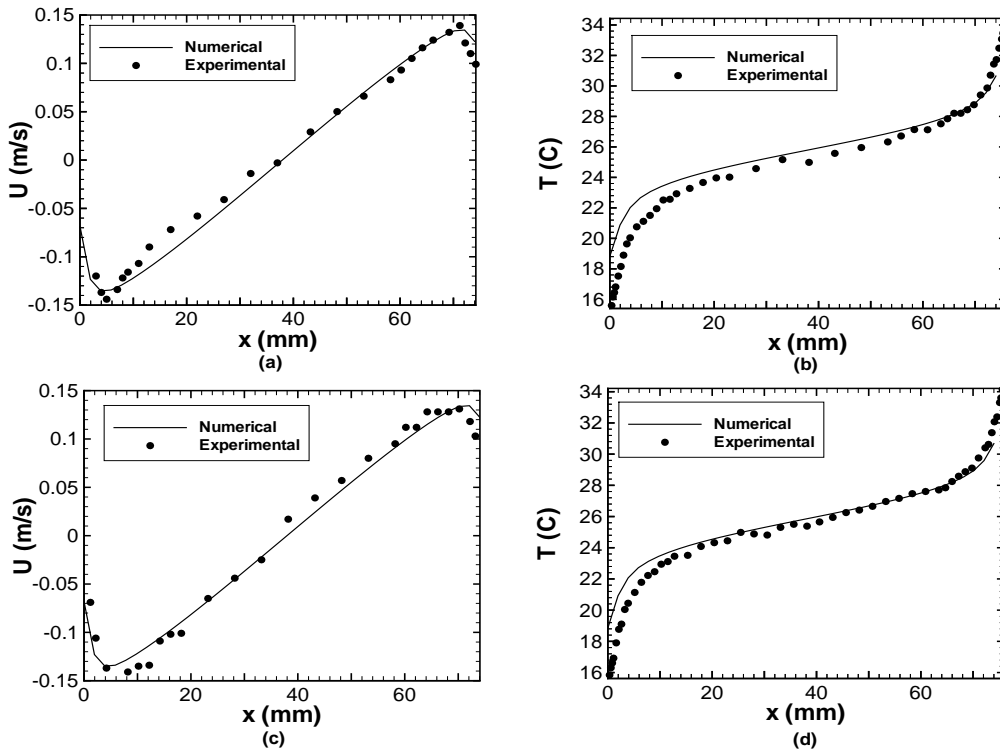 0.15
0.1
0.05
0
-0.05
-0.1
-0.15
U (m/s)
Numerical
Experimental
0 20 40 60
x (mm)
(a)
34
32
30
28
26
24
22
20
18
16
T (C)
Numerical
Experimental
0 20 40 60
x (mm)
(b)
0.15
0.1
0.05
0
-0.05
-0.1
-0.15
U (m/s)
Numerical
Experimental
0 20 40 60
x (mm)
(c)
34
32
30
28
26
24
22
20
18
16
T (C)
Numerical
Experimental
0 20 40 60
x (mm)
(d)